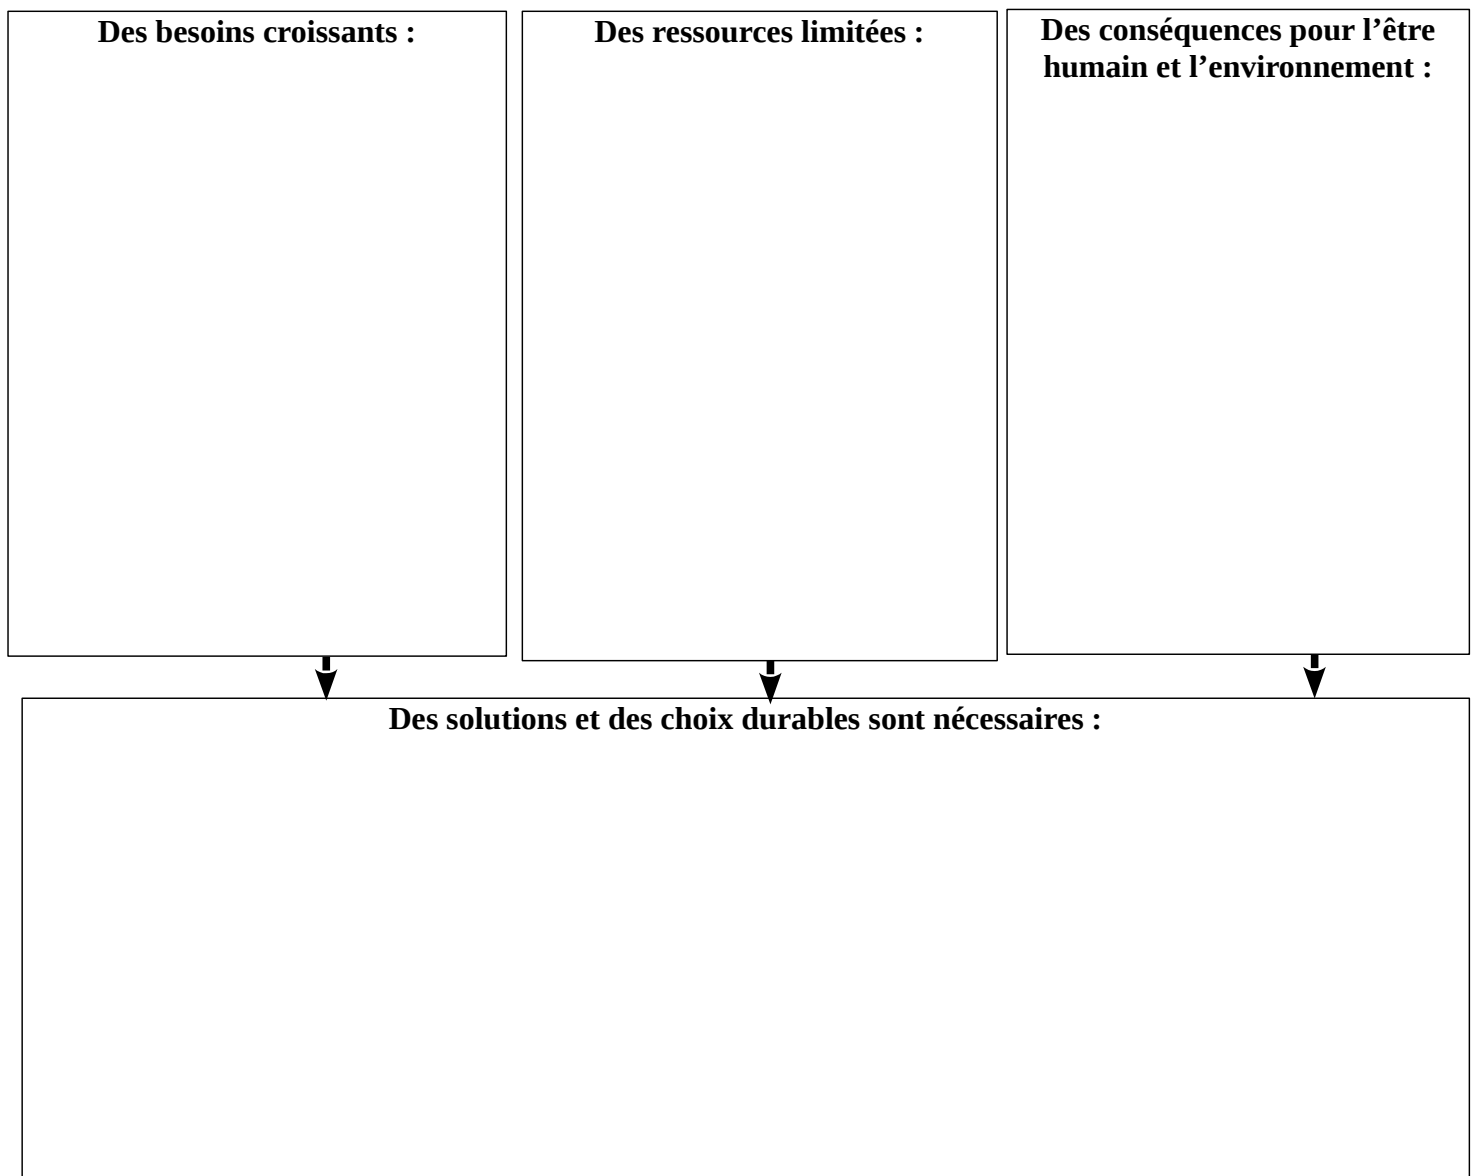 Des besoins croissants :
Des ressources limitées :
Des conséquences pour l’être
humain et l’environnement :
Des solutions et des choix durables sont nécessaires :